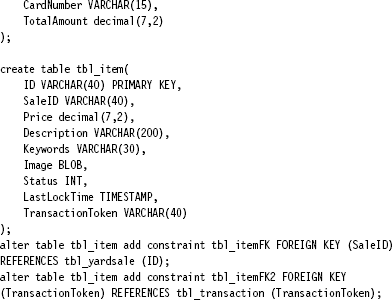 CardNumber VARCHAR(15),
TotalAmount decimal(7,2)
);
create table tbl_item(
ID VARCHAR(40) PRIMARY KEY,
SaleID VARCHAR(40),
Price decimal(7,2),
Description VARCHAR(200),
Keywords VARCHAR(30),
Image BLOB,
Status INT,
LastLockTime TIMESTAMP,
TransactionToken VARCHAR(40)
);
alter table tbl_item add constraint tbl_itemFK FOREIGN KEY (SaleID)
REFERENCES tbl_yardsale (ID);
alter table tbl_item add constraint tbl_itemFK2 FOREIGN KEY
(TransactionToken) REFERENCES tbl_transaction (TransactionToken);